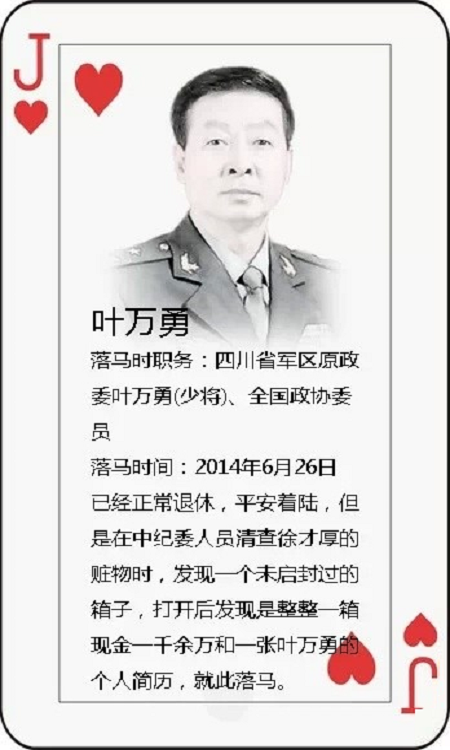 J
叶万勇
落马时职务：四川省军区原政
委叶万勇(少将)、全国政协委
员
落马时间：2014年6月26日
已经正常退休，平安着陆，但
是在中纪委人员清查徐才厚的
赃物时，发现一个未启封过的
箱子，打开后发现是整整一箱
现金一千余万和一张叶万勇的
个人简历，就此落马。
J